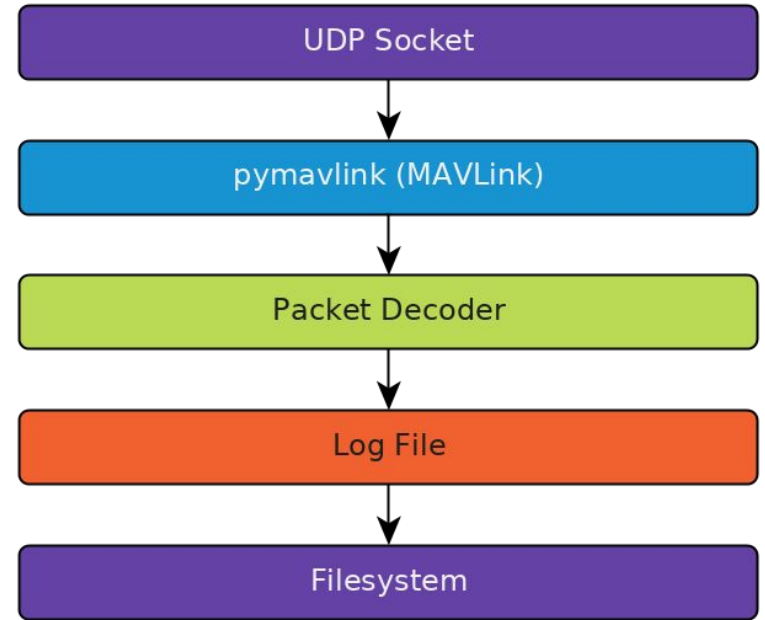 UDP Socket
pymavlink (MAVLink)
Packet Decoder
Log File
Filesystem